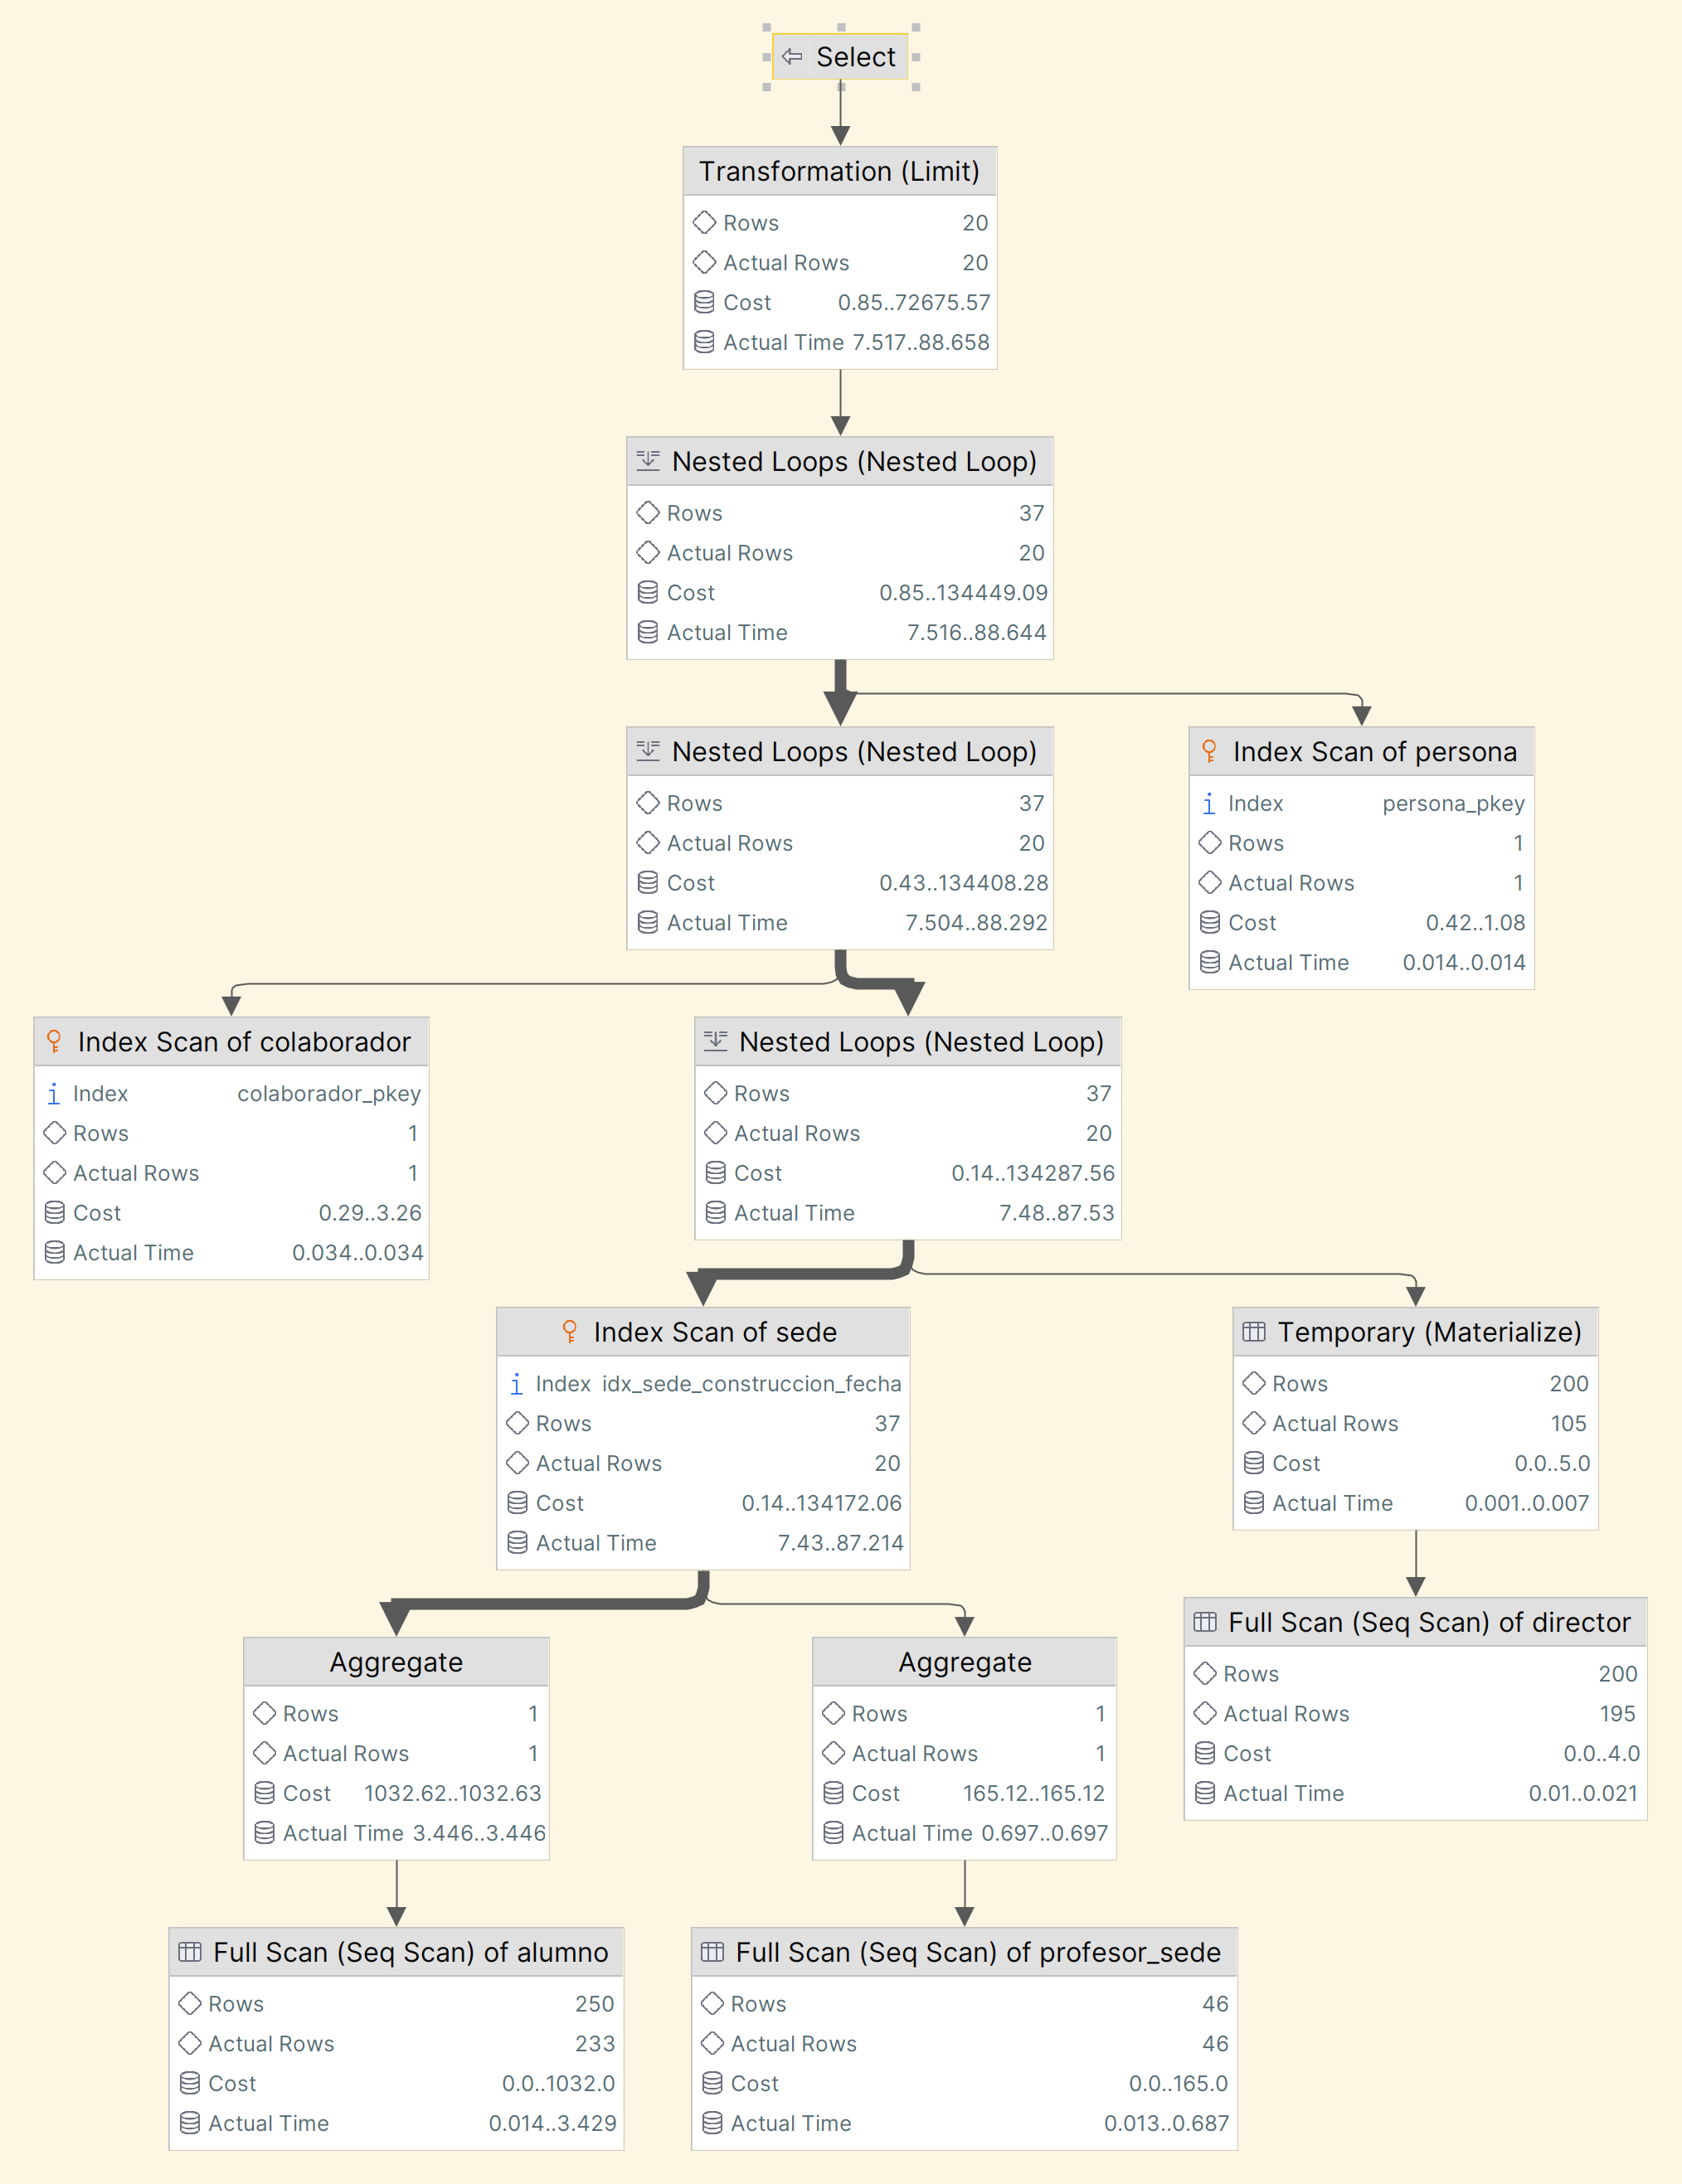 Select
Transformation (Limit)
Rows 20
Actual Rows 20
Cost 0.85..72675.57
Actual Time 7.517..88.658
Nested Loops (Nested Loop)
Rows 37
Actual Rows 20
Cost 0.85..134449.09
Actual Time 7.516..88.644
Nested Loops (Nested Loop)
Rows 37
Actual Rows 20
Cost 0.43..134408.28
Actual Time 7.504..88.292
Index Scan of persona
Index persona_pkey
Rows 1
Actual Rows 1
Cost 0.42..1.08
Actual Time 0.014..0.014
Index Scan of colaborador
Index colaborador_pkey
Rows 1
Actual Rows 1
Cost 0.29..3.26
Actual Time 0.034..0.034
Nested Loops (Nested Loop)
Rows 37
Actual Rows 20
Cost 0.14..134287.56
Actual Time 7.48..87.53
Index Scan of sede
Index idx_sede_construccion_fecha
Rows 37
Actual Rows 20
Cost 0.14..134172.06
Actual Time 7.43..87.214
Temporary (Materialize)
Rows 200
Actual Rows 105
Cost 0.0..5.0
Actual Time 0.001..0.007
Full Scan (Seq Scan) of director
Rows 200
Actual Rows 195
Cost 0.0..4.0
Actual Time 0.01..0.021
Aggregate
Rows 1
Actual Rows 1
Cost 1032.62..1032.63
Actual Time 3.446..3.446
Aggregate
Rows 1
Actual Rows 1
Cost 165.12..165.12
Actual Time 0.697..0.697
Full Scan (Seq Scan) of alumno
Rows 250
Actual Rows 233
Cost 0.0..1032.0
Actual Time 0.014..3.429
Full Scan (Seq Scan) of profesor_sede
Rows 46
Actual Rows 46
Cost 0.0..165.0
Actual Time 0.013..0.687